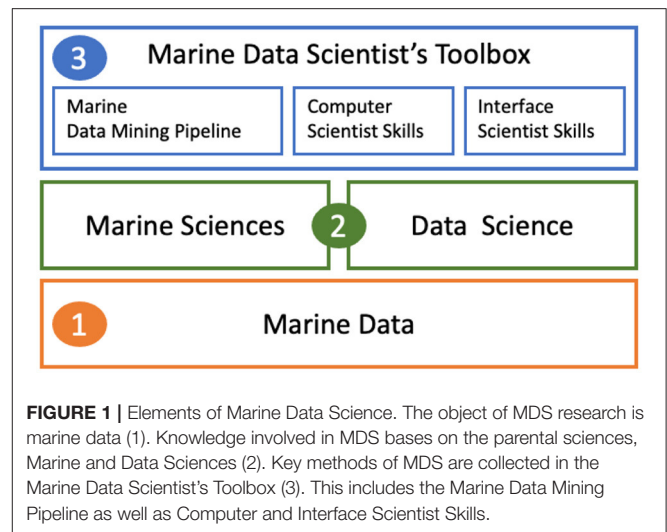 3
Marine Data Scientist's Toolbox
Marine
Data Mining Pipeline
Computer
Scientist Skills
Interface
Scientist Skills
Marine Sciences
2
Data Science
1
Marine Data
FIGURE 1 | Elements of Marine Data Science. The object of MDS research is
marine data (1). Knowledge involved in MDS bases on the parental sciences,
Marine and Data Sciences (2). Key methods of MDS are collected in the
Marine Data Scientist's Toolbox (3). This includes the Marine Data Mining
Pipeline as well as Computer and Interface Scientist Skills.